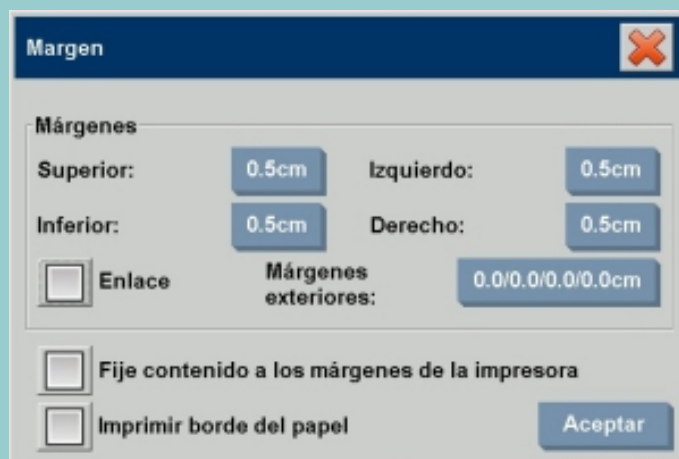 Margen
Márgenes
Superior: 0.5cm Izquierdo: 0.5cm
Inferior: 0.5cm Derecho: 0.5cm
Enlace Márgenes exteriores: 0.0/0.0/0.0/0.0cm
Fije contenido a los márgenes de la impresora
Imprimir borde del papel Aceptar